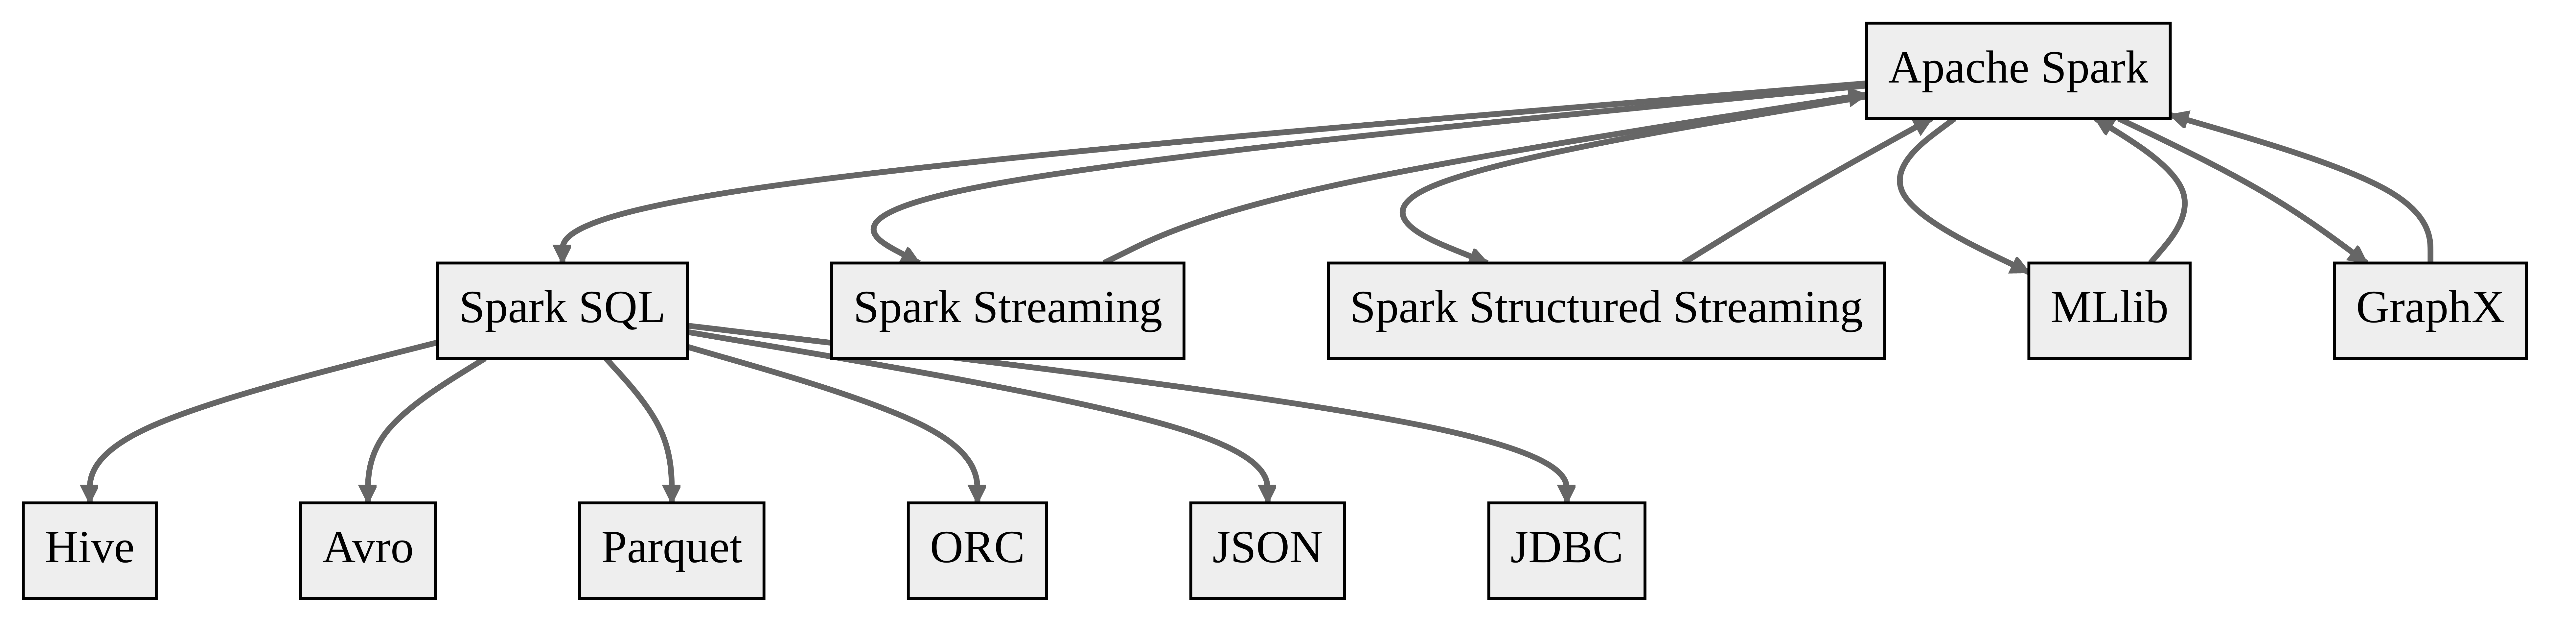 Apache Spark
Spark SQL
Spark Streaming
Spark Structured Streaming
MLlib
GraphX
Hive
Avro
Parquet
ORC
JSON
JDBC